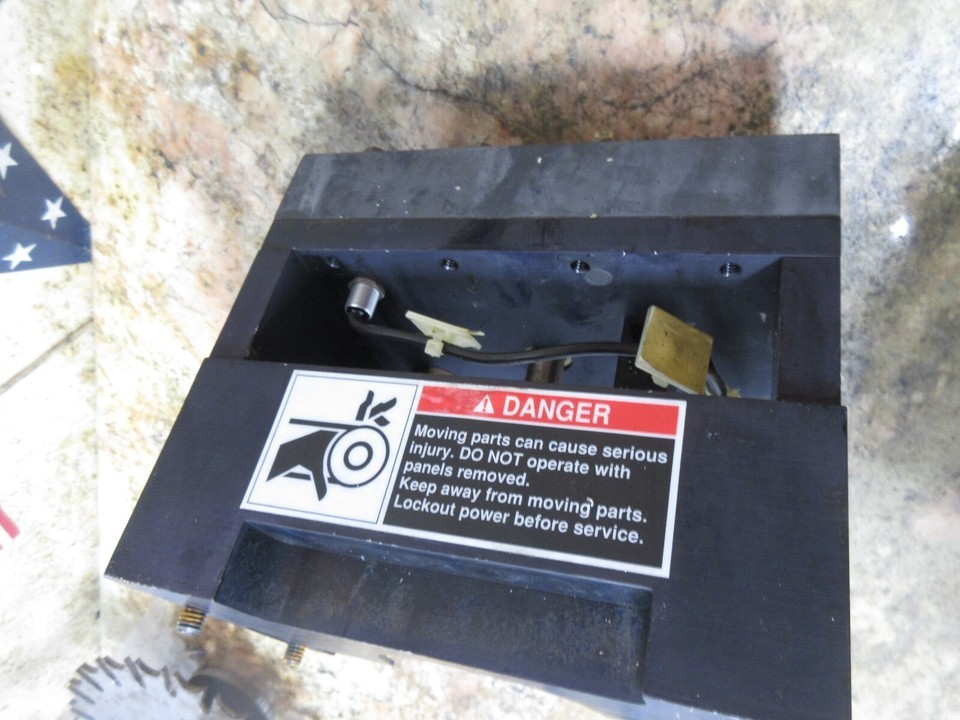 DANGER
Moving parts can cause serious
injury. DO NOT operate with
panels removed.
Keep away from moving parts.
Lockout power before service.